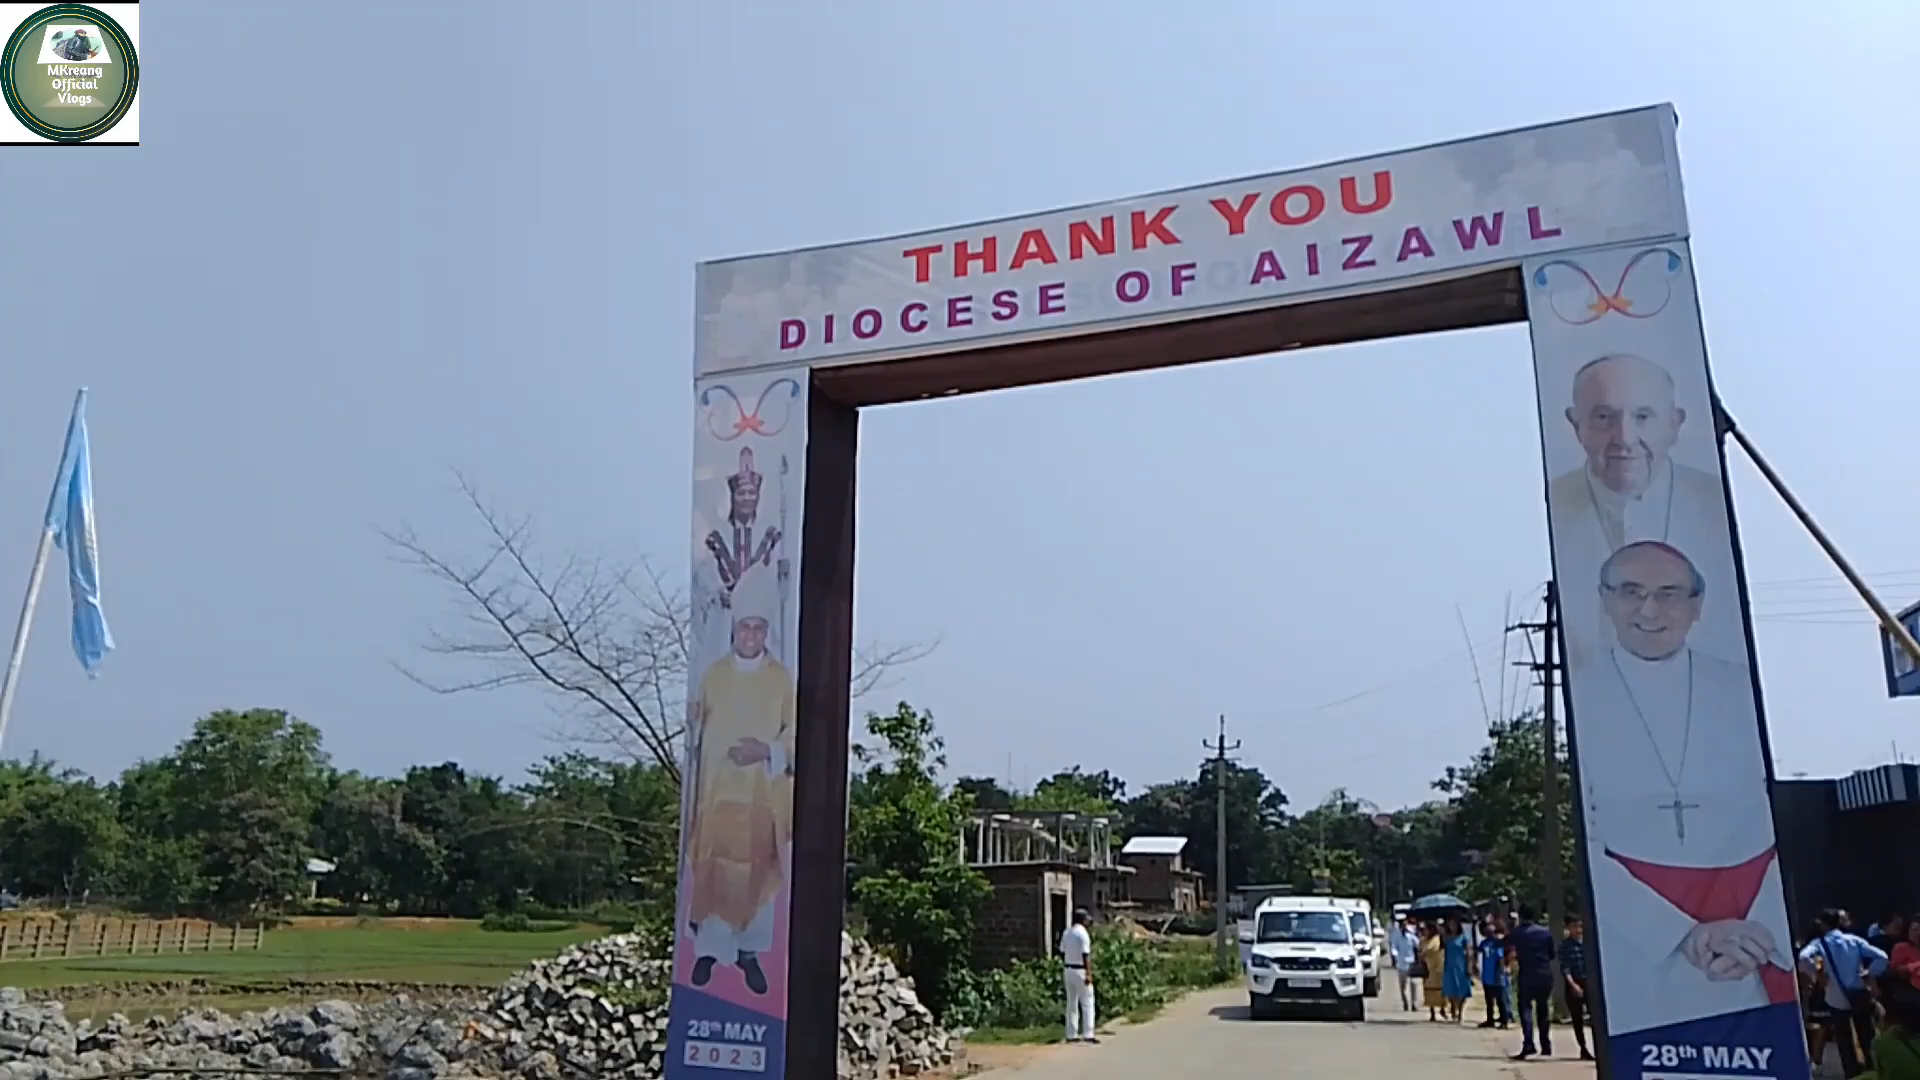 MKreang
Official
Vlogs
THANK YOU
DIOCESE OF AIZAWL
28th MAY
2023
28th MAY